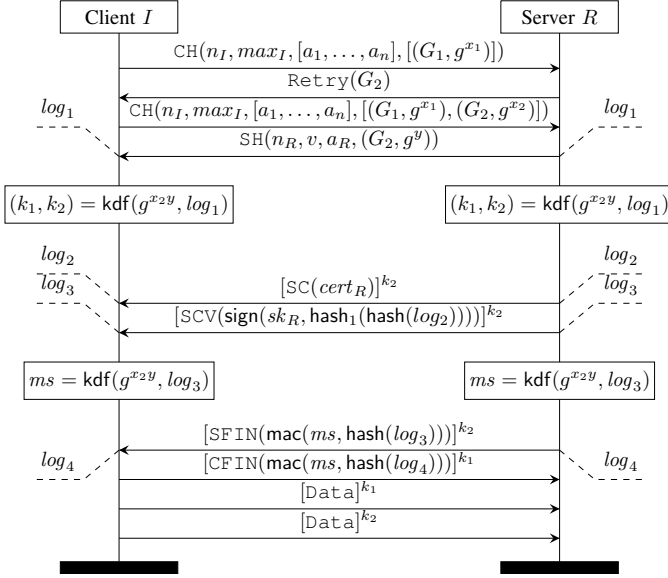 Client I Server R
CH(n_I, max_I, [a_1, . . . , a_n], [(G_1, g^{x_1})])
Retry(G_2)
CH(n_I, max_I, [a_1, . . . , a_n], [(G_1, g^{x_1}), (G_2, g^{x_2})])
log_1 log_1
SH(n_R, v, a_R, (G_2, g^y))
(k_1, k_2) = kdf(g^{x_2 y}, log_1) (k_1, k_2) = kdf(g^{x_2 y}, log_1)
log_2 log_2
[SC(cert_R)]^{k_2}
log_3 log_3
[SCV(sign(sk_R, hash_1(hash(log_2))))]^{k_2}
ms = kdf(g^{x_2 y}, log_3) ms = kdf(g^{x_2 y}, log_3)
[SFIN(mac(ms, hash(log_3)))]^{k_2}
log_4 log_4
[CFIN(mac(ms, hash(log_4)))]^{k_1}
[Data]^{k_1}
[Data]^{k_2}